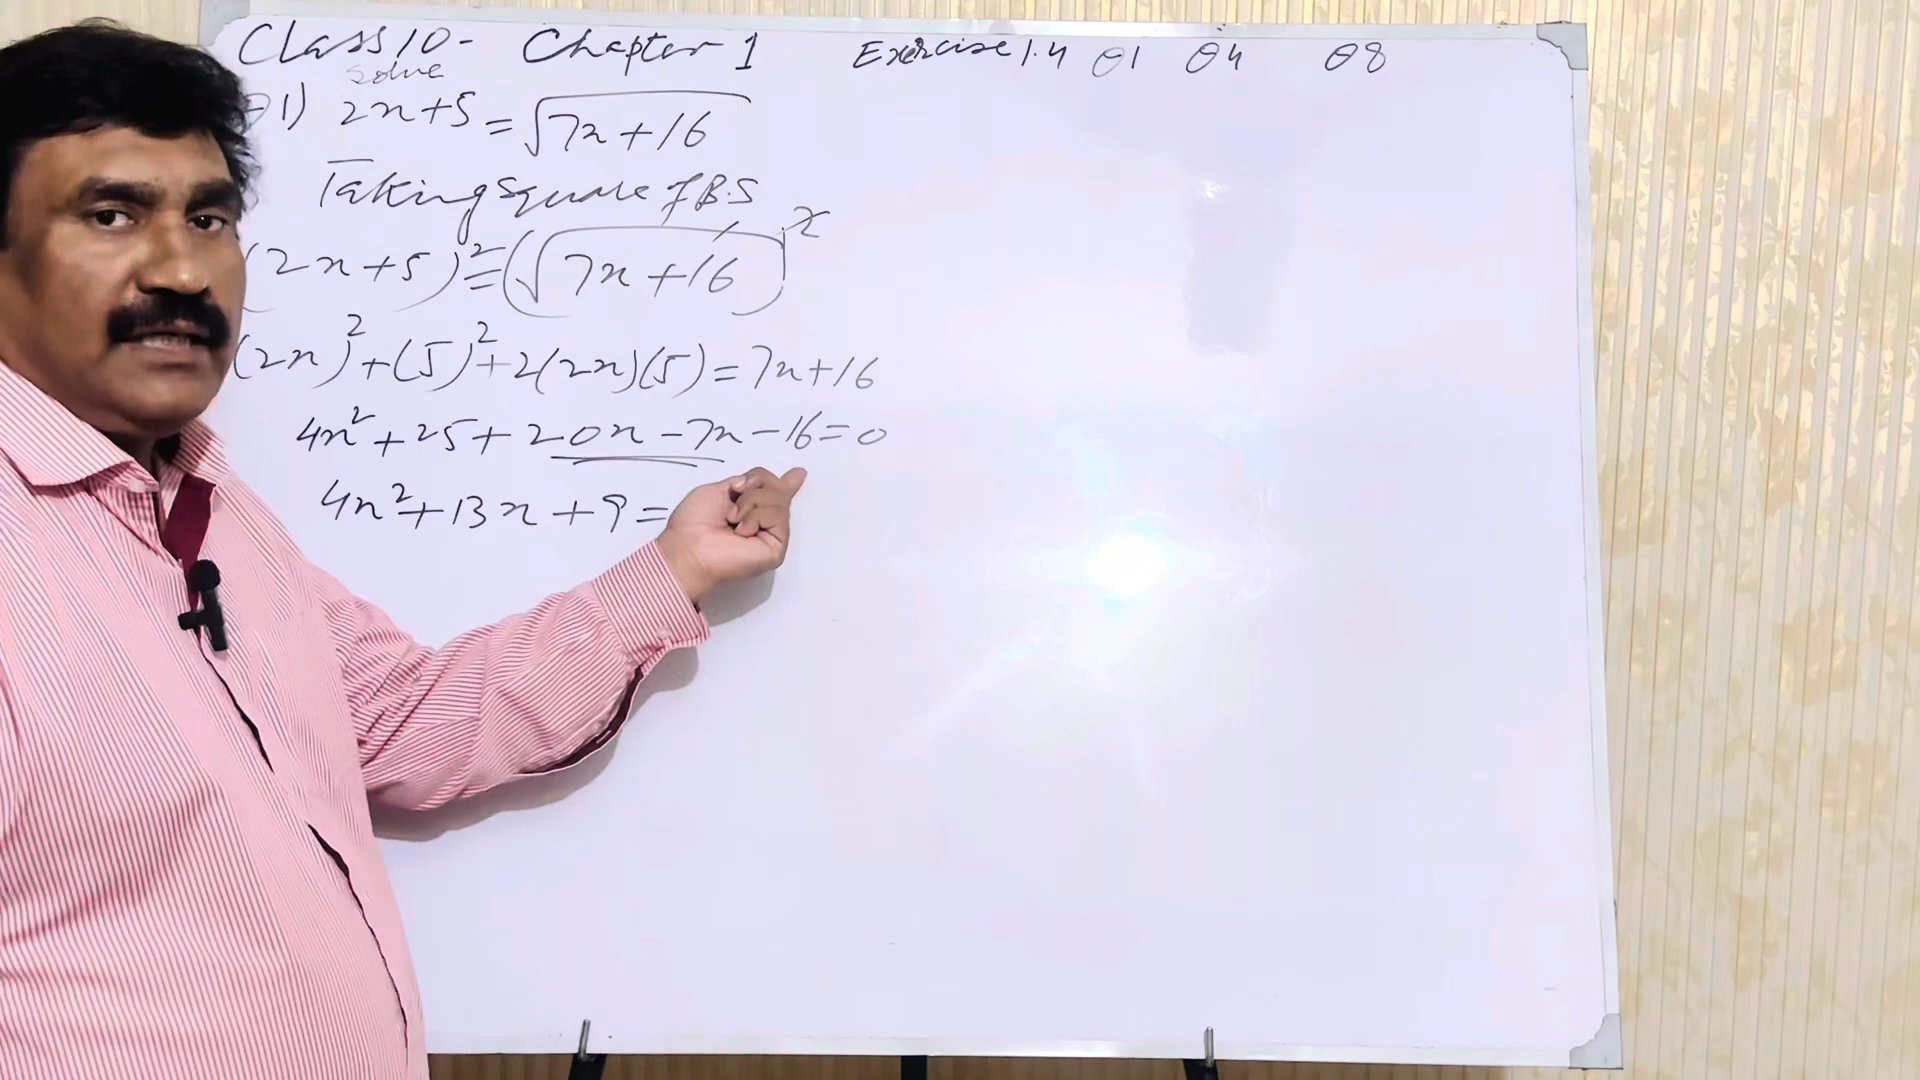 Class 10- Chapter 1 Exercise 1.4 Q1 Q4 Q8
solve
Q1) 2x+5 = √7x+16
Taking square of B.S
(2x+5)² = (√7x+16)²
(2x)²+(5)²+2(2x)(5) = 7x+16
4x²+25+20x-7x-16=0
4x²+13x+9=